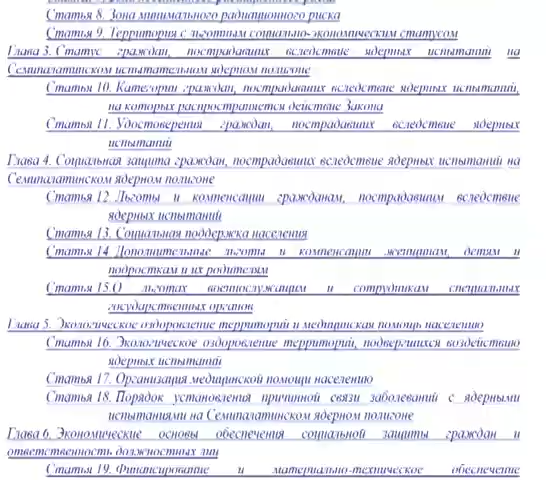 Статья 8. Зона минимального радиационного риска
Статья 9. Территория с льготным социально-экономическим статусом
Глава 3. Статус граждан, пострадавших вследствие ядерных испытаний на
Семипалатинском испытательном ядерном полигоне
Статья 10. Категории граждан, пострадавших вследствие ядерных испытаний,
на которых распространяется действие Закона
Статья 11. Удостоверения граждан, пострадавших вследствие ядерных
испытаний
Глава 4. Социальная защита граждан, пострадавших вследствие ядерных испытаний на
Семипалатинском ядерном полигоне
Статья 12. Льготы и компенсации гражданам, пострадавшим вследствие
ядерных испытаний
Статья 13. Социальная поддержка населения
Статья 14. Дополнительные льготы и компенсации женщинам, детям и
подросткам и их родителям
Статья 15.О льготах военнослужащим и сотрудникам специальных
государственных органов
Глава 5. Экологическое оздоровление территорий и медицинская помощь населению
Статья 16. Экологическое оздоровление территорий, подвергшихся воздействию
ядерных испытаний
Статья 17. Организация медицинской помощи населению
Статья 18. Порядок установления причинной связи заболеваний с ядерными
испытаниями на Семипалатинском ядерном полигоне
Глава 6. Экономические основы обеспечения социальной защиты граждан и
ответственность должностных лиц
Статья 19. Финансирование и материально-техническое обеспечение